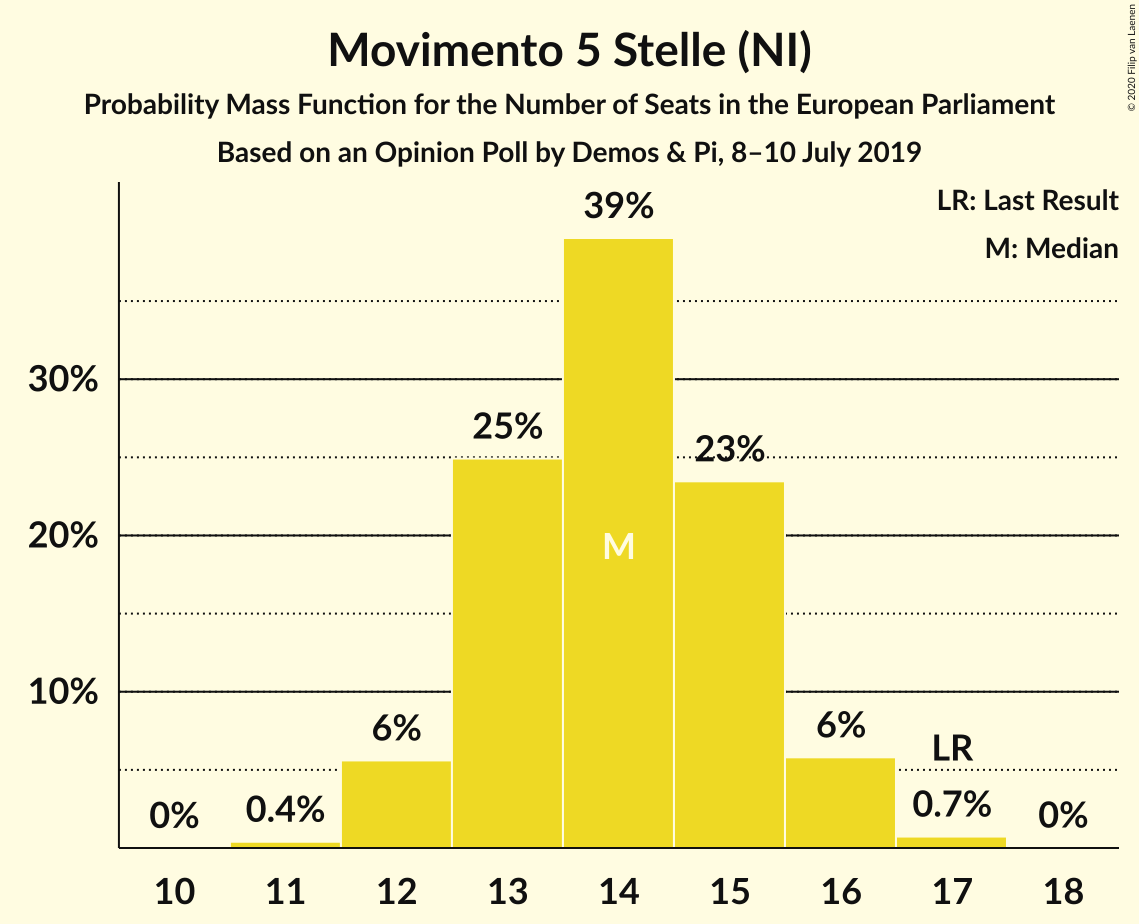 Movimento 5 Stelle (NI)
Probability Mass Function for the Number of Seats in the European Parliament
Based on an Opinion Poll by Demos & Pi, 8–10 July 2019
© 2020 Filip van Laenen
LR: Last Result
M: Median
39%
30%
25%
23%
20%
M
10%
6%
6%
LR
0%
0.4%
0.7%
0%
10 11 12 13 14 15 16 17 18